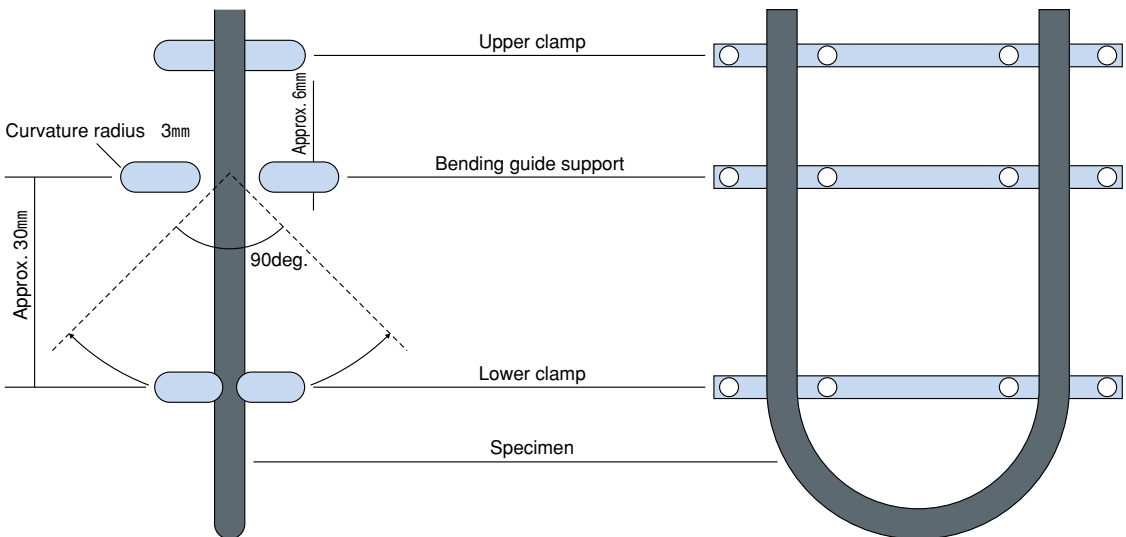 Upper clamp
Approx. 6mm
Curvature radius 3mm
Bending guide support
Approx. 30mm
90deg.
Lower clamp
Specimen